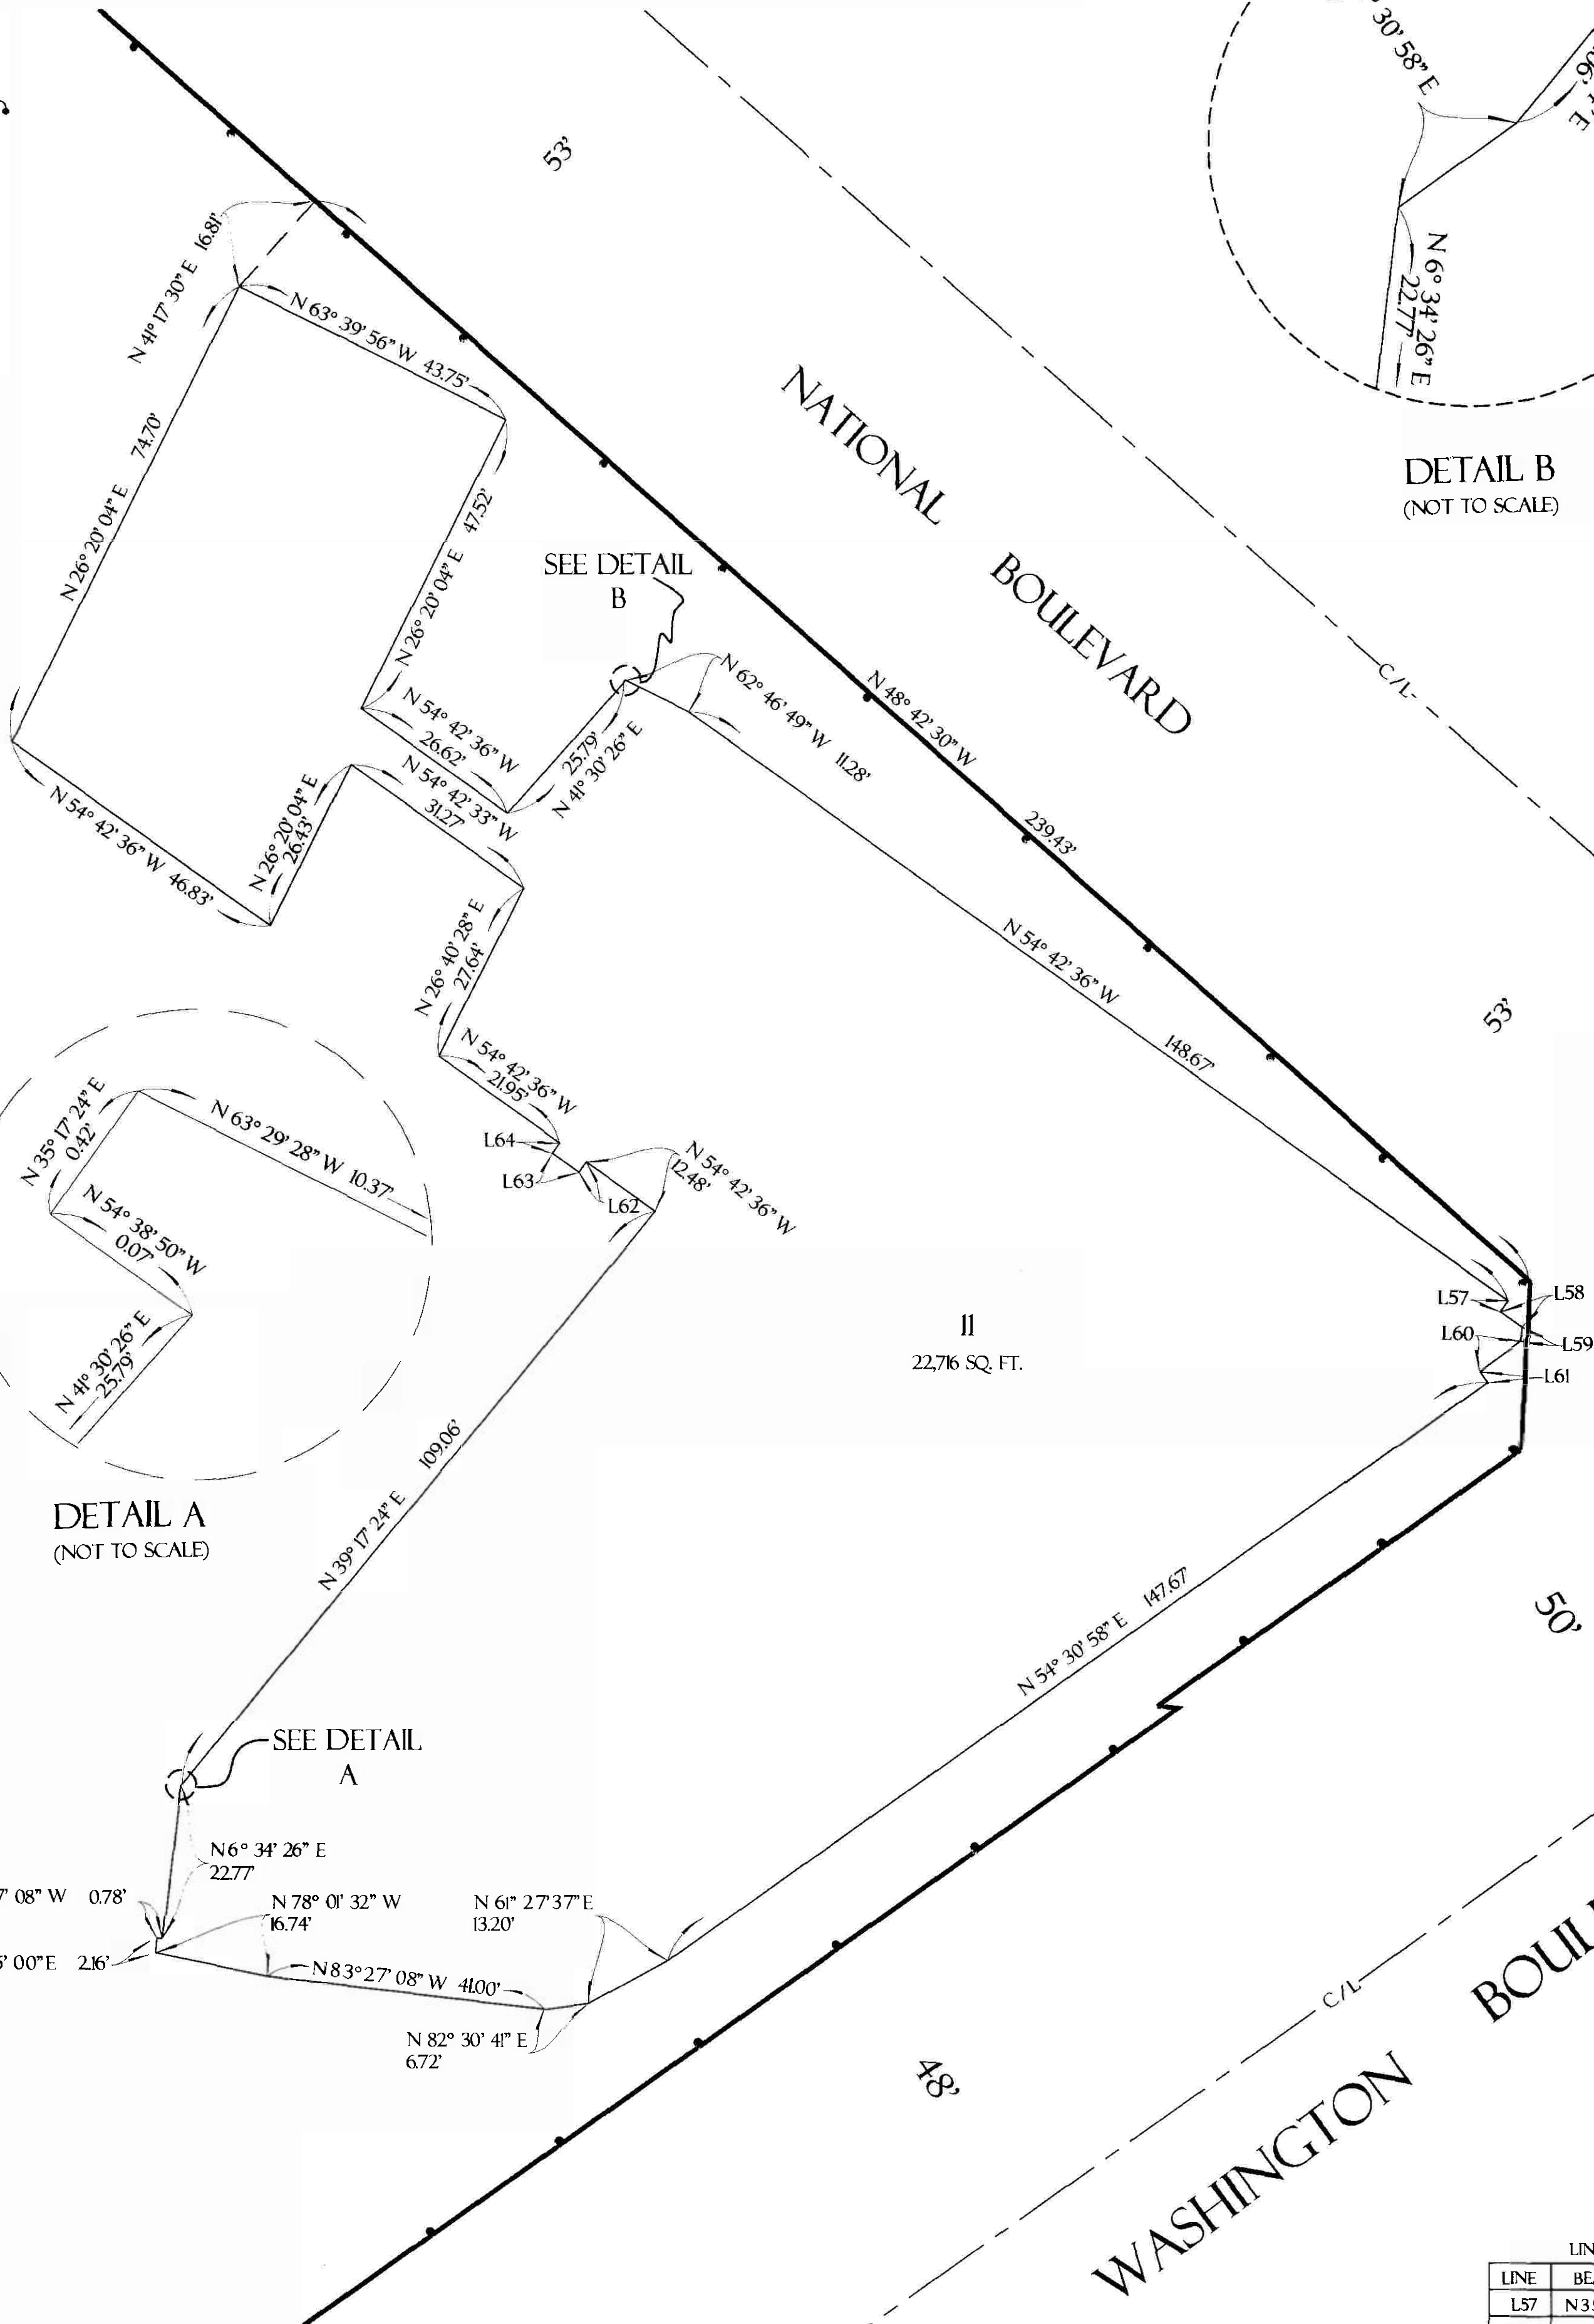 53'
30' 58" E
N 6° 34' 26" E
22.77'
DETAIL B
(NOT TO SCALE)
N 41° 17' 30" E 16.81'
N 63° 39' 56" W 43.75'
N 26° 20' 04" E 74.70'
N 26° 20' 04" E 47.52'
NATIONAL
BOULEVARD
C/L
SEE DETAIL
B
N 62° 46' 49" W 11.28'
N 48° 42' 30" W
239.43'
N 54° 42' 36" W
26.62'
25.79'
N 41° 30' 26" E
N 54° 42' 33" W
31.27'
N 54° 42' 36" W 46.83'
N 26° 20' 04" E
26.43'
N 26° 40' 28" E
27.64'
N 54° 42' 36" W
148.67'
53'
N 54° 42' 36" W
21.95'
L64
L63
L62
N 54° 42' 36" W
12.48'
N 35° 17' 24" E
0.42'
N 63° 29' 28" W 10.37'
N 54° 38' 50" W
0.07'
N 41° 30' 26" E
25.79'
DETAIL A
(NOT TO SCALE)
L57
L58
L60
L59
L61
11
22,716 SQ. FT.
N 39° 17' 24" E 109.06'
N 54° 30' 58" E 147.67'
50'
SEE DETAIL
A
N 6° 34' 26" E
22.77'
7' 08" W 0.78'
N 78° 01' 32" W
16.74'
N 61" 27'37"E
13.20'
00"E 2.16'
N83°27' 08" W 41.00'
N 82° 30' 41" E
6.72'
48'
C/L
WASHINGTON
BOUL
LIN
LINE BE
L57 N3